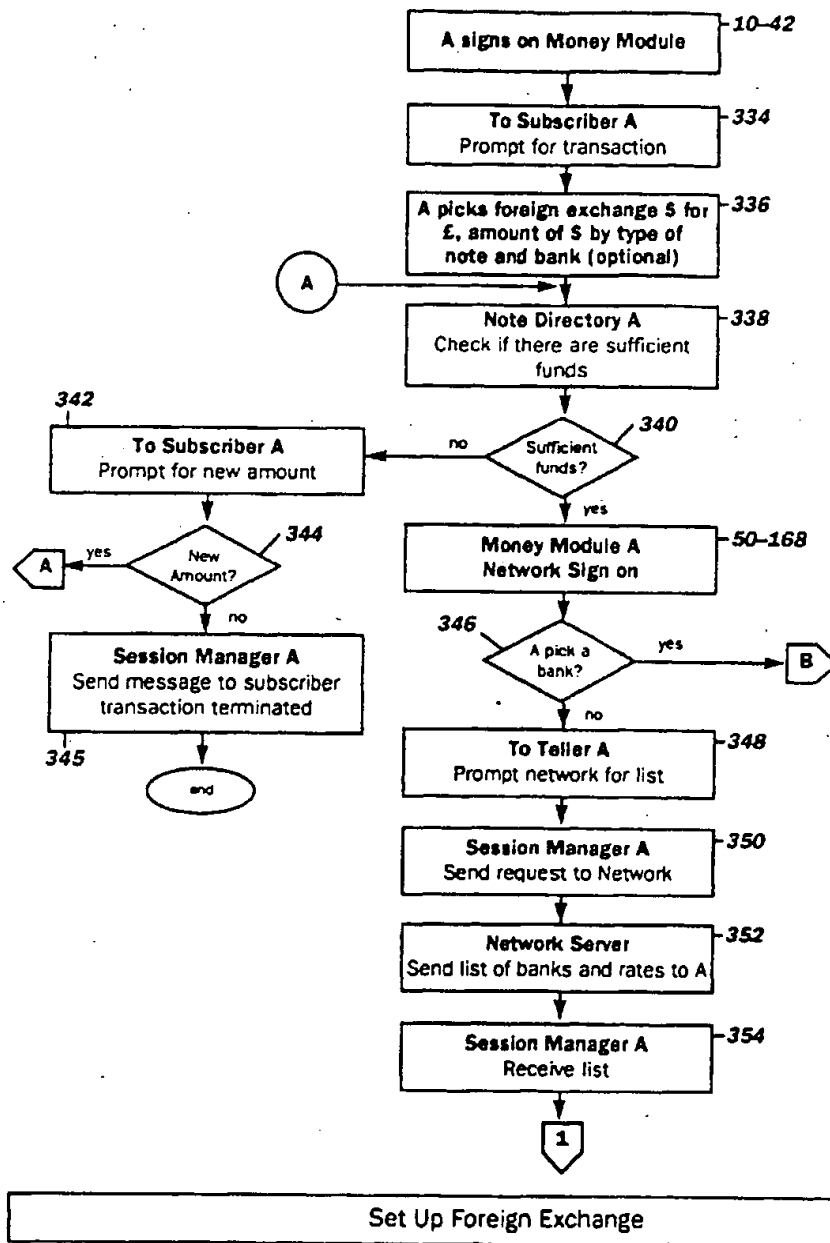 A signs on Money Module
10–42
To Subscriber A
Prompt for transaction
334
A picks foreign exchange $ for
£, amount of $ by type of
note and bank (optional)
336
A
Note Directory A
Check if there are sufficient
funds
338
Sufficient
funds?
340
no
yes
342
To Subscriber A
Prompt for new amount
New
Amount?
344
yes
A
no
Session Manager A
Send message to subscriber
transaction terminated
345
end
Money Module A
Network Sign on
50–168
346
A pick a
bank?
yes
B
no
To Teller A
Prompt network for list
348
Session Manager A
Send request to Network
350
Network Server
Send list of banks and rates to A
352
Session Manager A
Receive list
354
1
Set Up Foreign Exchange